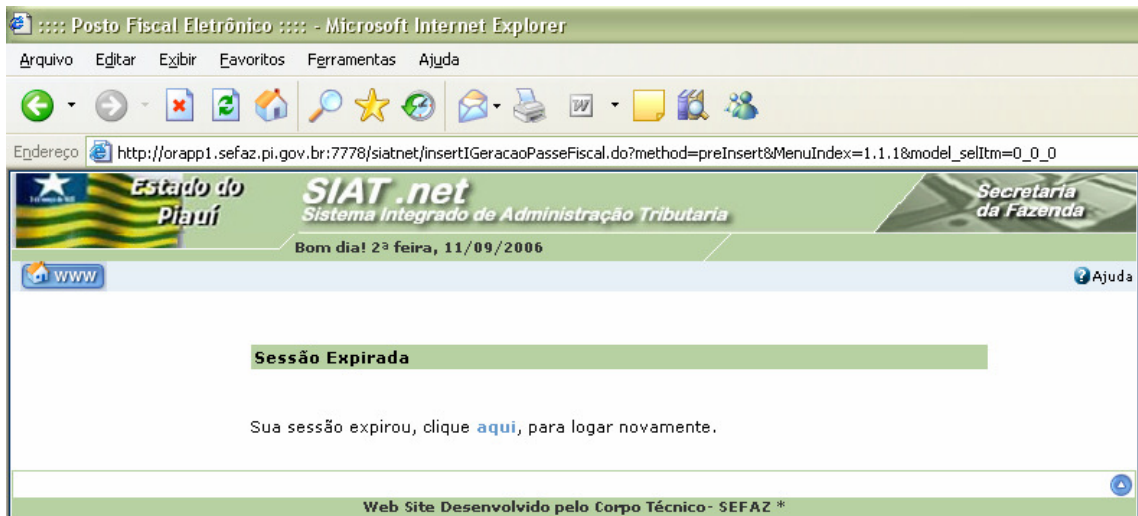 :::: Posto Fiscal Eletrônico :::: - Microsoft Internet Explorer
Arquivo Editar Exibir Favoritos Ferramentas Ajuda
Endereço http://orapp1.sefaz.pi.gov.br:7778/siatnet/insertIGeracaoPasseFiscal.do?method=preInsert&MenuIndex=1.1.1&model_selItm=0_0_0
Estado do Piauí
SIAT .net
Sistema Integrado de Administração Tributaria
Secretaria da Fazenda
Bom dia! 2ª feira, 11/09/2006
www Ajuda
Sessão Expirada
Sua sessão expirou, clique aqui, para logar novamente.
Web Site Desenvolvido pelo Corpo Técnico- SEFAZ *